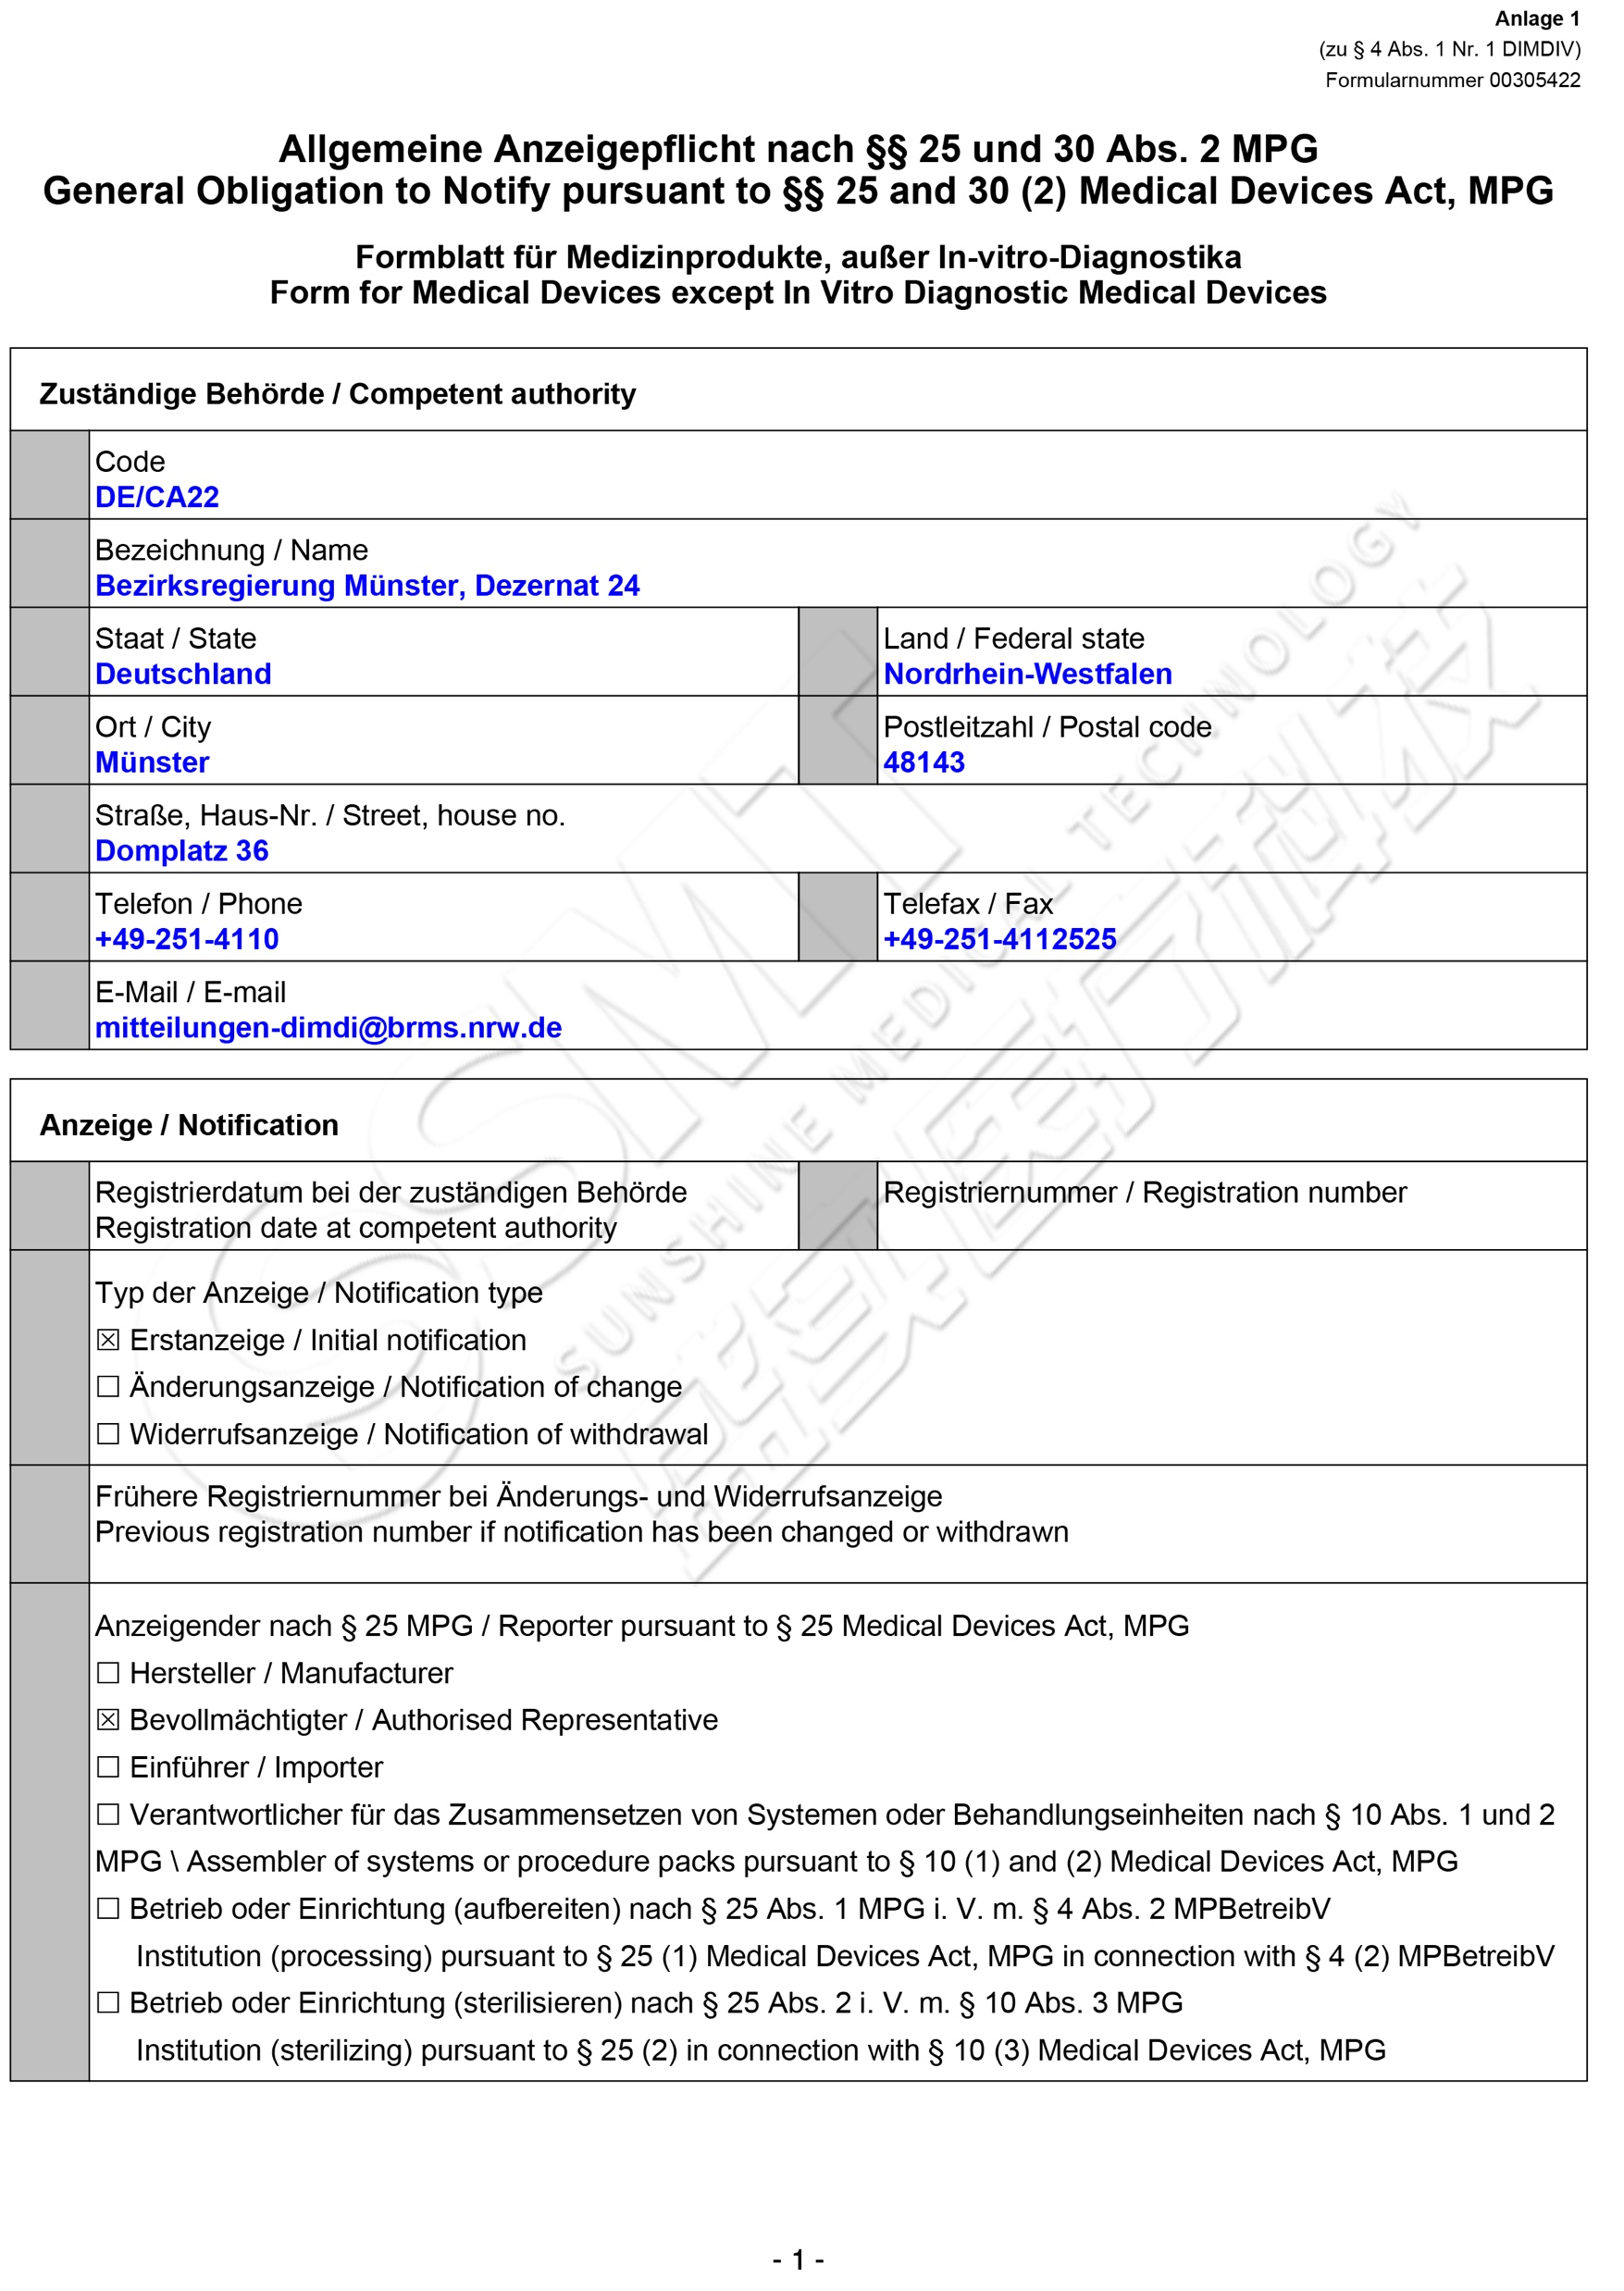 Anlage 1
(zu § 4 Abs. 1 Nr. 1 DIMDIV)
Formularnummer 00305422
Allgemeine Anzeigepflicht nach §§ 25 und 30 Abs. 2 MPG
General Obligation to Notify pursuant to §§ 25 and 30 (2) Medical Devices Act, MPG
Formblatt für Medizinprodukte, außer In-vitro-Diagnostika
Form for Medical Devices except In Vitro Diagnostic Medical Devices
Zuständige Behörde / Competent authority
Code
DE/CA22
Bezeichnung / Name
Bezirksregierung Münster, Dezernat 24
Staat / State
Deutschland
Land / Federal state
Nordrhein-Westfalen
Ort / City
Münster
Postleitzahl / Postal code
48143
Straße, Haus-Nr. / Street, house no.
Domplatz 36
Telefon / Phone
+49-251-4110
Telefax / Fax
+49-251-4112525
E-Mail / E-mail
mitteilungen-dimdi@brms.nrw.de
Anzeige / Notification
Registrierdatum bei der zuständigen Behörde
Registration date at competent authority
Registriernummer / Registration number
Typ der Anzeige / Notification type
☒ Erstanzeige / Initial notification
☐ Änderungsanzeige / Notification of change
☐ Widerrufsanzeige / Notification of withdrawal
Frühere Registriernummer bei Änderungs- und Widerrufsanzeige
Previous registration number if notification has been changed or withdrawn
Anzeigender nach § 25 MPG / Reporter pursuant to § 25 Medical Devices Act, MPG
☐ Hersteller / Manufacturer
☒ Bevollmächtigter / Authorised Representative
☐ Einführer / Importer
☐ Verantwortlicher für das Zusammensetzen von Systemen oder Behandlungseinheiten nach § 10 Abs. 1 und 2
MPG \ Assembler of systems or procedure packs pursuant to § 10 (1) and (2) Medical Devices Act, MPG
☐ Betrieb oder Einrichtung (aufbereiten) nach § 25 Abs. 1 MPG i. V. m. § 4 Abs. 2 MPBetreibV
Institution (processing) pursuant to § 25 (1) Medical Devices Act, MPG in connection with § 4 (2) MPBetreibV
☐ Betrieb oder Einrichtung (sterilisieren) nach § 25 Abs. 2 i. V. m. § 10 Abs. 3 MPG
Institution (sterilizing) pursuant to § 25 (2) in connection with § 10 (3) Medical Devices Act, MPG
- 1 -
SSMT
SUNSHINE MEDICAL TECHNOLOGY
医疗科技